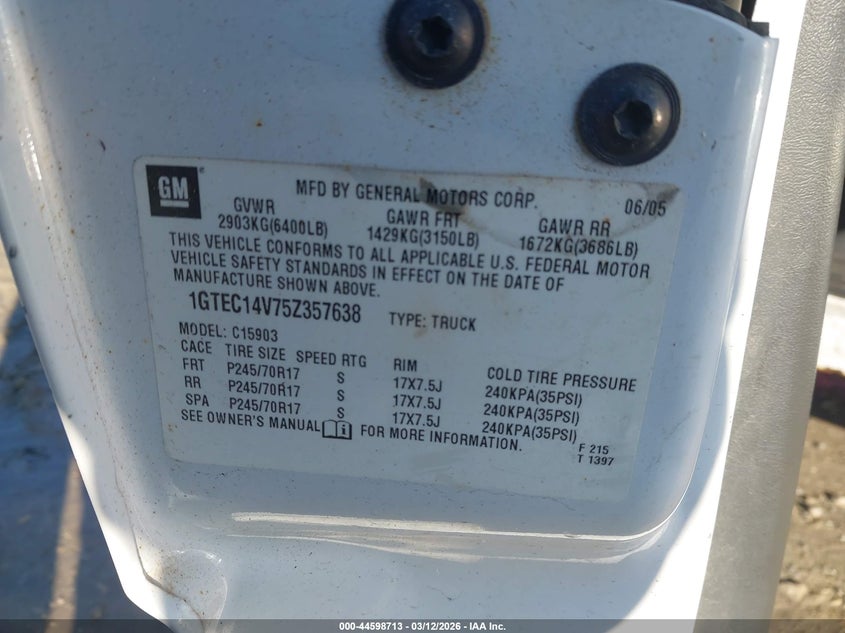 GM
MFD BY GENERAL MOTORS CORP. 06/05
GVWR GAWR FRT GAWR RR
2903KG(6400LB) 1429KG(3150LB) 1672KG(3686LB)
THIS VEHICLE CONFORMS TO ALL APPLICABLE U.S. FEDERAL MOTOR
VEHICLE SAFETY STANDARDS IN EFFECT ON THE DATE OF
MANUFACTURE SHOWN ABOVE.
1GTEC14V75Z357638 TYPE: TRUCK
MODEL: C15903
CACE TIRE SIZE SPEED RTG RIM COLD TIRE PRESSURE
FRT P245/70R17 S 17X7.5J 240KPA(35PSI)
RR P245/70R17 S 17X7.5J 240KPA(35PSI)
SPA P245/70R17 S 17X7.5J 240KPA(35PSI)
SEE OWNER'S MANUAL FOR MORE INFORMATION.
F 215
T 1397
000-44598713 - 03/12/2026 - IAA Inc.